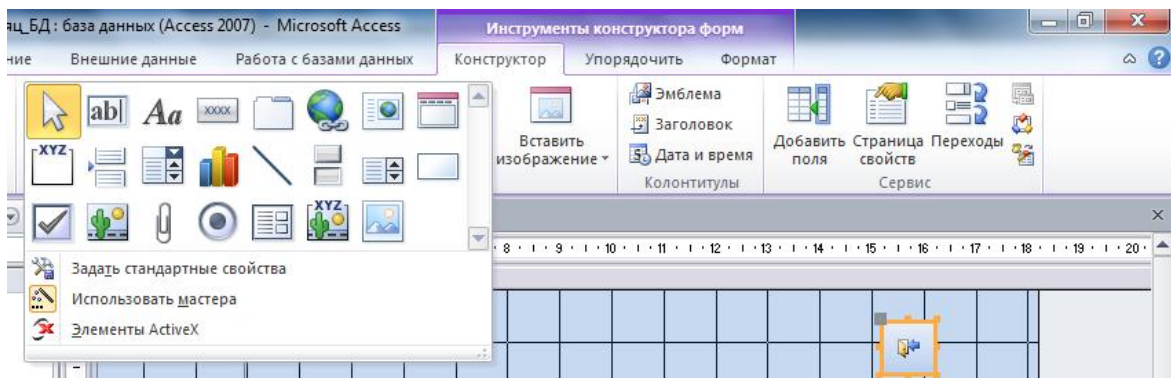 яц_БД : база данных (Access 2007) - Microsoft Access
Инструменты конструктора форм
ние Внешние данные Работа с базами данных Конструктор Упорядочить Формат
ab| Aa xxxx
XYZ
XYZ
Вставить изображение
Эмблема
Заголовок
5 Дата и время
Колонтитулы
Добавить поля
Страница свойств
Переходы
Сервис
8 9 10 11 12 13 14 15 16 17 18 19 20
Задать стандартные свойства
Использовать мастера
Элементы ActiveX